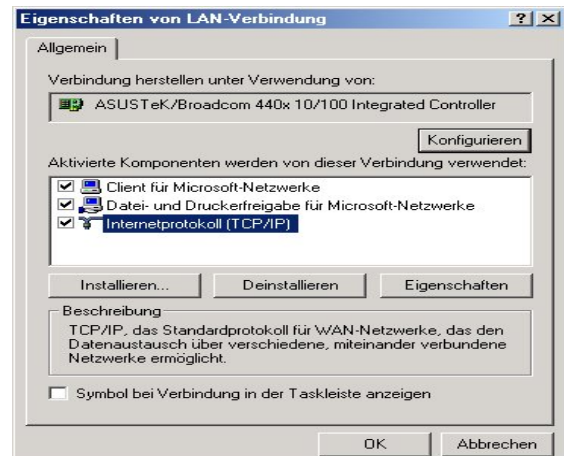 Eigenschaften von LAN-Verbindung
Allgemein
Verbindung herstellen unter Verwendung von:
ASUSTeK/Broadcom 440x 10/100 Integrated Controller
Konfigurieren
Aktivierte Komponenten werden von dieser Verbindung verwendet:
Client für Microsoft-Netzwerke
Datei- und Druckerfreigabe für Microsoft-Netzwerke
Internetprotokoll (TCP/IP)
Installieren... Deinstallieren Eigenschaften
Beschreibung
TCP/IP, das Standardprotokoll für WAN-Netzwerke, das den
Datenaustausch über verschiedene, miteinander verbundene
Netzwerke ermöglicht.
Symbol bei Verbindung in der Taskleiste anzeigen
OK Abbrechen